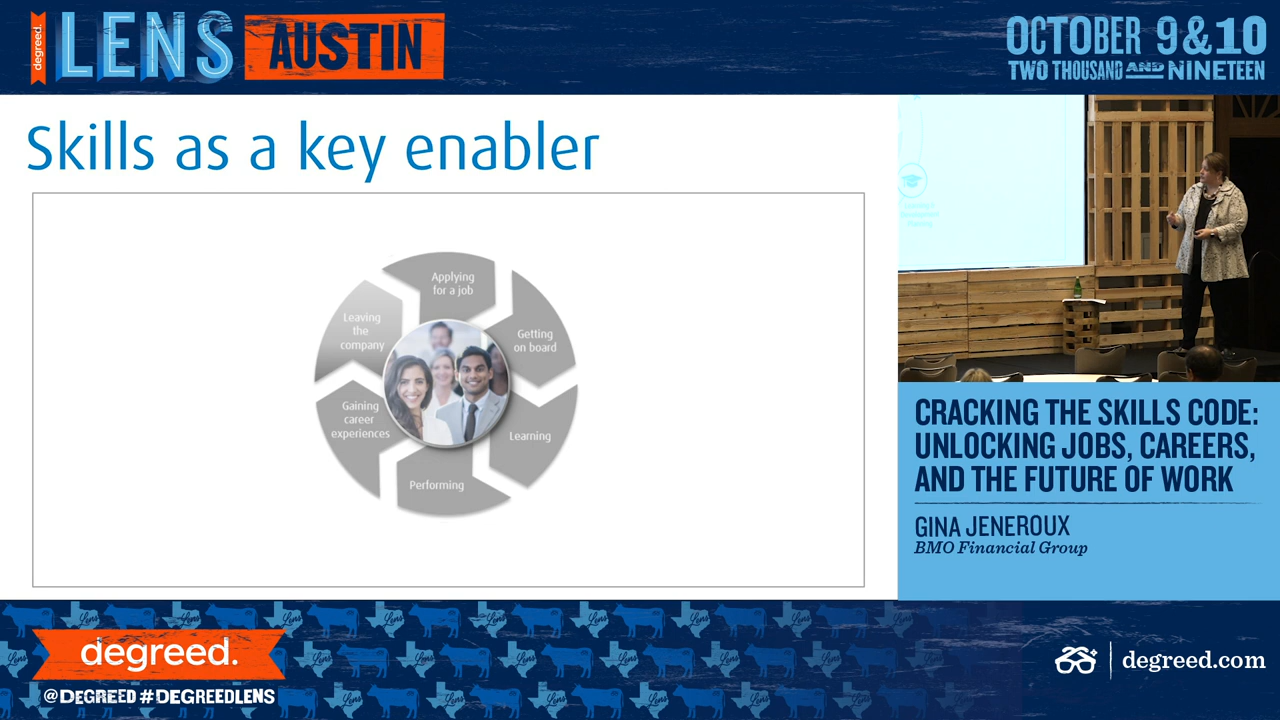 degreed.
LENS
AUSTIN
OCTOBER 9&10
TWO THOUSAND AND NINETEEN
Skills as a key enabler
Applying
for a job
Getting
on board
Learning
Performing
Gaining
career
experiences
Leaving
the
company
CRACKING THE SKILLS CODE:
UNLOCKING JOBS, CAREERS,
AND THE FUTURE OF WORK
GINA JENEROUX
BMO Financial Group
degreed.
@DEGREED #DEGREEDLENS
degreed.com
Lens